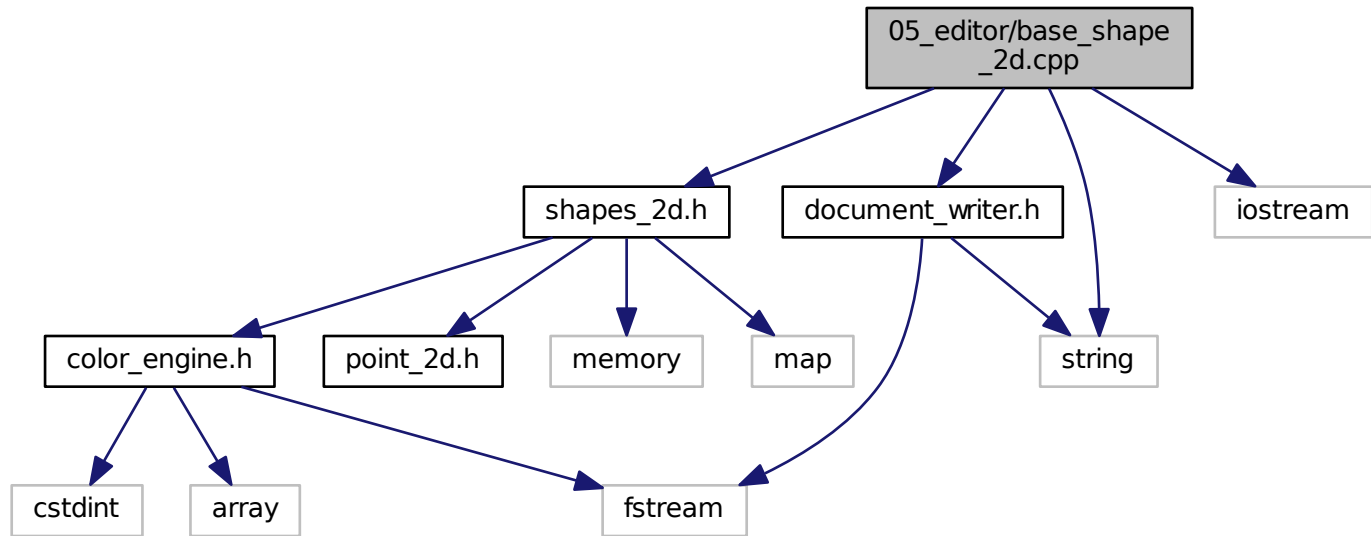 05_editor/base_shape
_2d.cpp
shapes_2d.h
document_writer.h
iostream
color_engine.h
point_2d.h
memory
map
string
cstdint
array
fstream